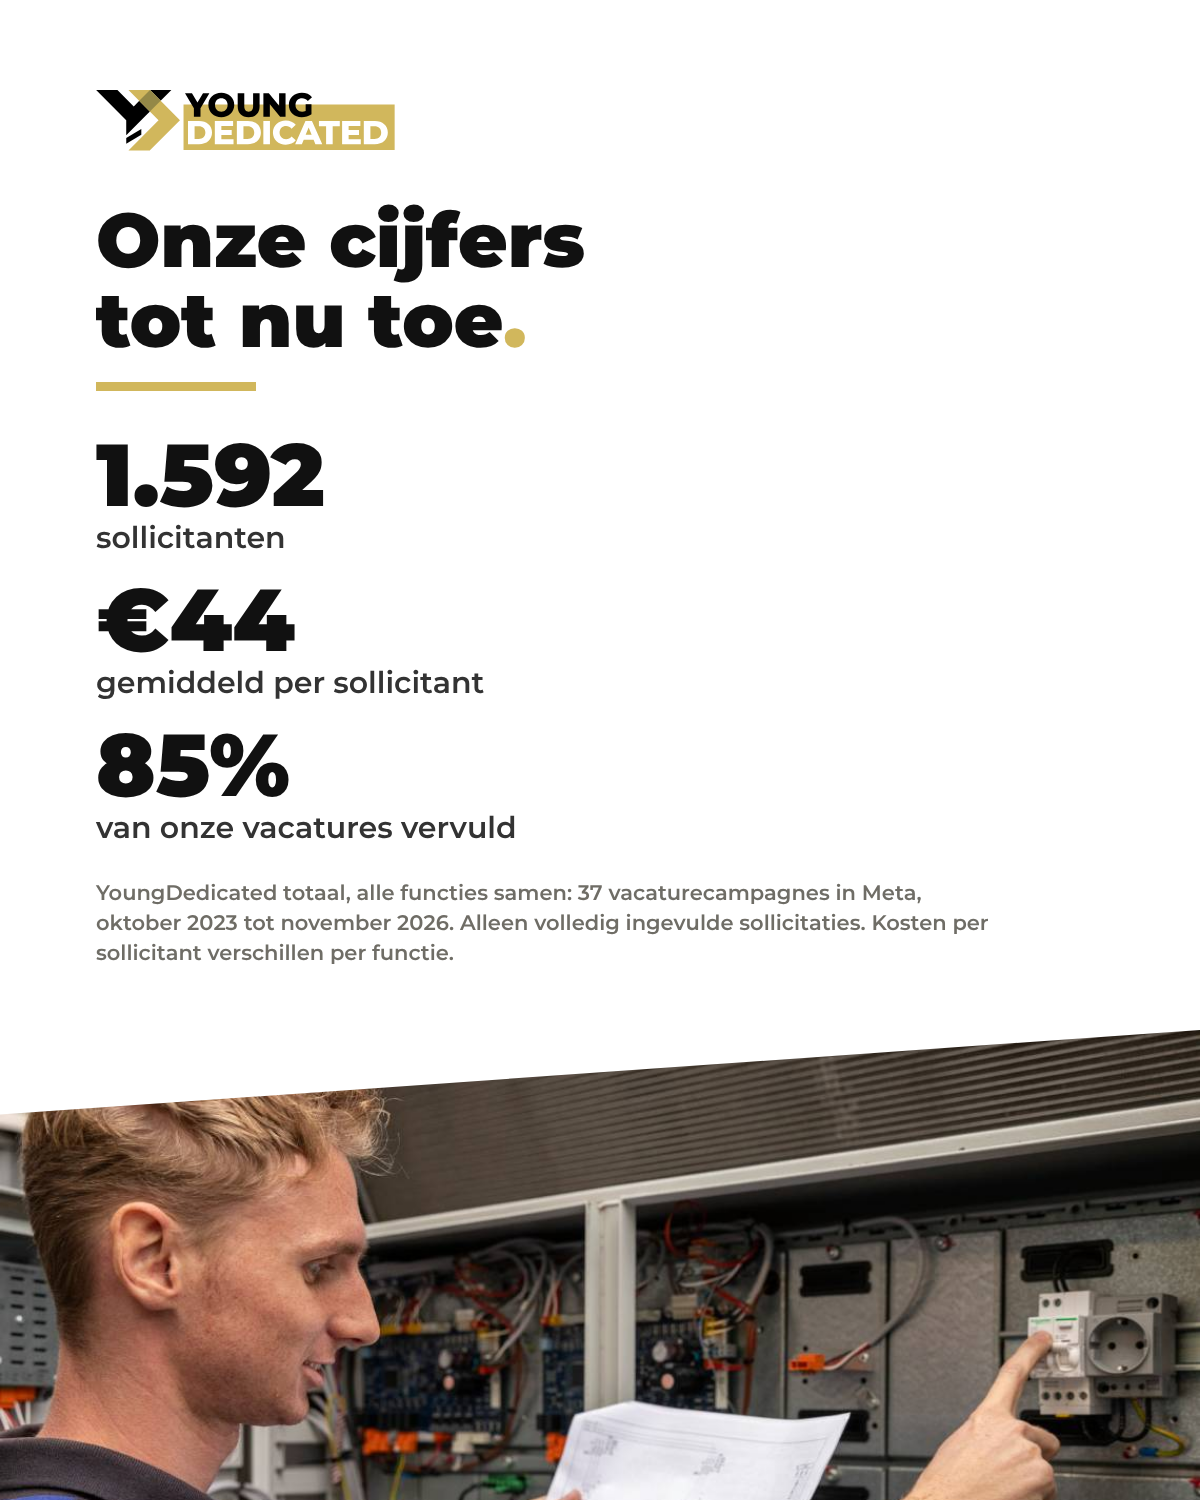 YOUNG
DEDICATED
Onze cijfers
tot nu toe.
1.592
sollicitanten
€44
gemiddeld per sollicitant
85%
van onze vacatures vervuld
YoungDedicated totaal, alle functies samen: 37 vacaturecampagnes in Meta,
oktober 2023 tot november 2026. Alleen volledig ingevulde sollicitaties. Kosten per
sollicitant verschillen per functie.